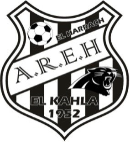 EL HARRACH
A.R.E.H
EL KAHLA
1952